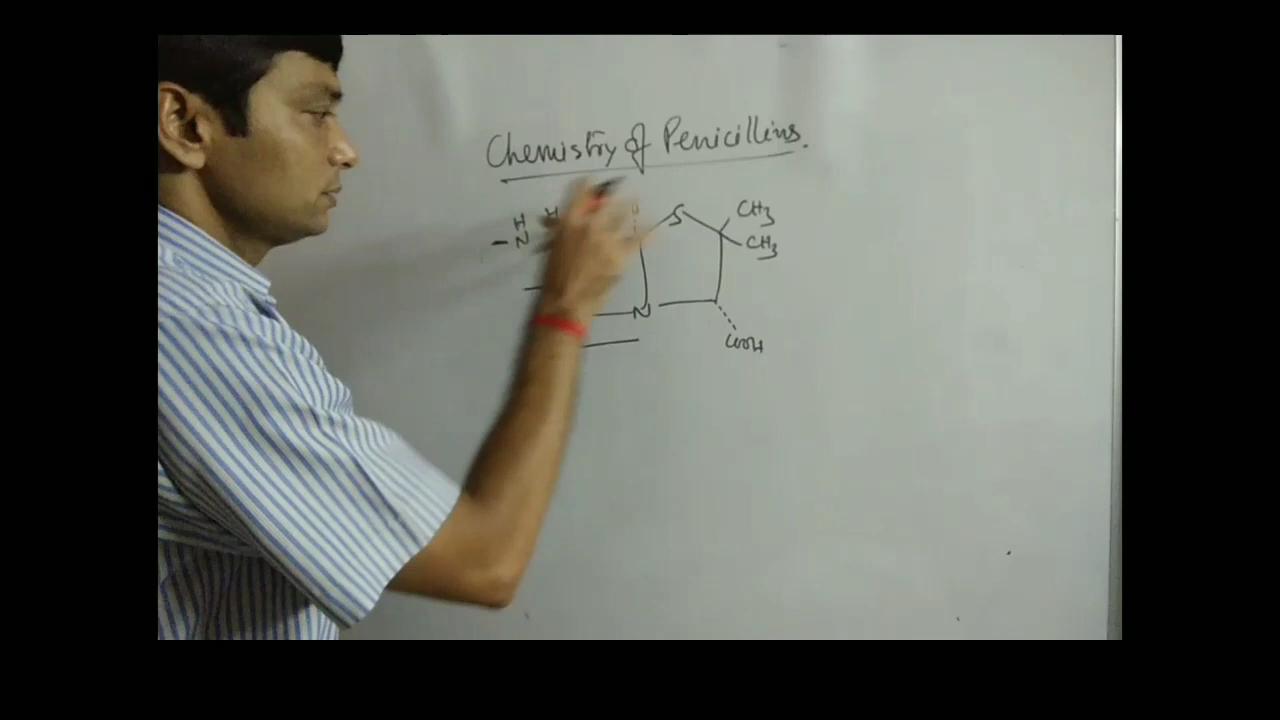 Chemistry of Penicillins.
H H H S CH3
N CH3
N
COOH